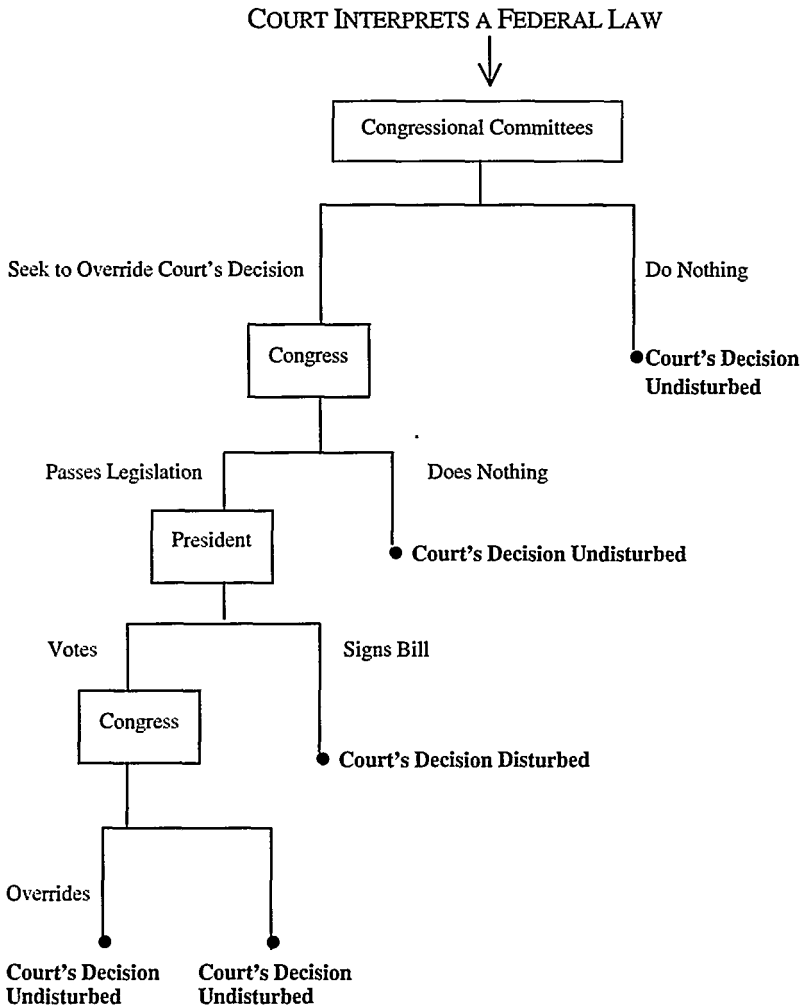 COURT INTERPRETS A FEDERAL LAW
Congressional Committees
Seek to Override Court's Decision
Do Nothing
Congress
Court's Decision
Undisturbed
Passes Legislation
Does Nothing
President
Court's Decision Undisturbed
Votes
Signs Bill
Congress
Court's Decision Disturbed
Overrides
Court's Decision
Undisturbed
Court's Decision
Undisturbed